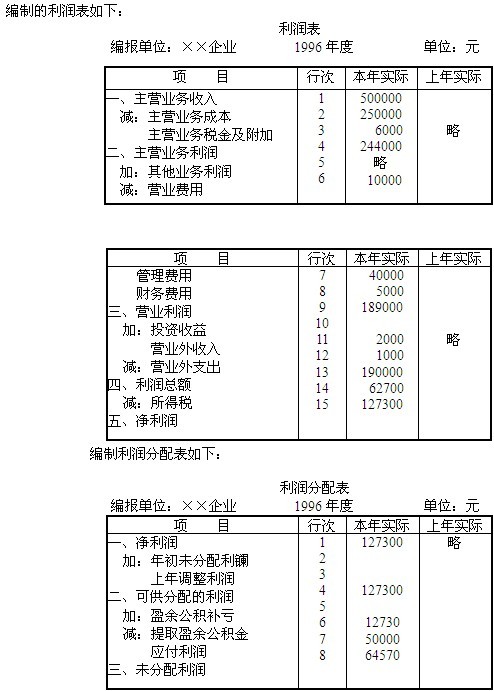 编制的利润表如下：
利润表
编报单位：××企业 1996 年度 单位：元
项 目 行次 本年实际 上年实际
一、主营业务收入 1 500000
减：主营业务成本 2 250000
主营业务税金及附加 3 6000 略
二、主营业务利润 4 244000
加：其他业务利润 5 略
减：营业费用 6 10000
项 目 行次 本年实际 上年实际
管理费用 7 40000
财务费用 8 5000
三、营业利润 9 189000
加：投资收益 10
营业外收入 11 2000 略
减：营业外支出 12 1000
四、利润总额 13 190000
减：所得税 14 62700
五、净利润 15 127300
编制利润分配表如下：
利润分配表
编报单位：××企业 1996 年度 单位：元
项 目 行次 本年实际 上年实际
一、净利润 1 127300 略
加：年初未分配利镧 2
上年调整利润 3
二、可供分配的利润 4 127300
加：盈余公积补亏 5
减：提取盈余公积金 6 12730
应付利润 7 50000
三、未分配利润 8 64570